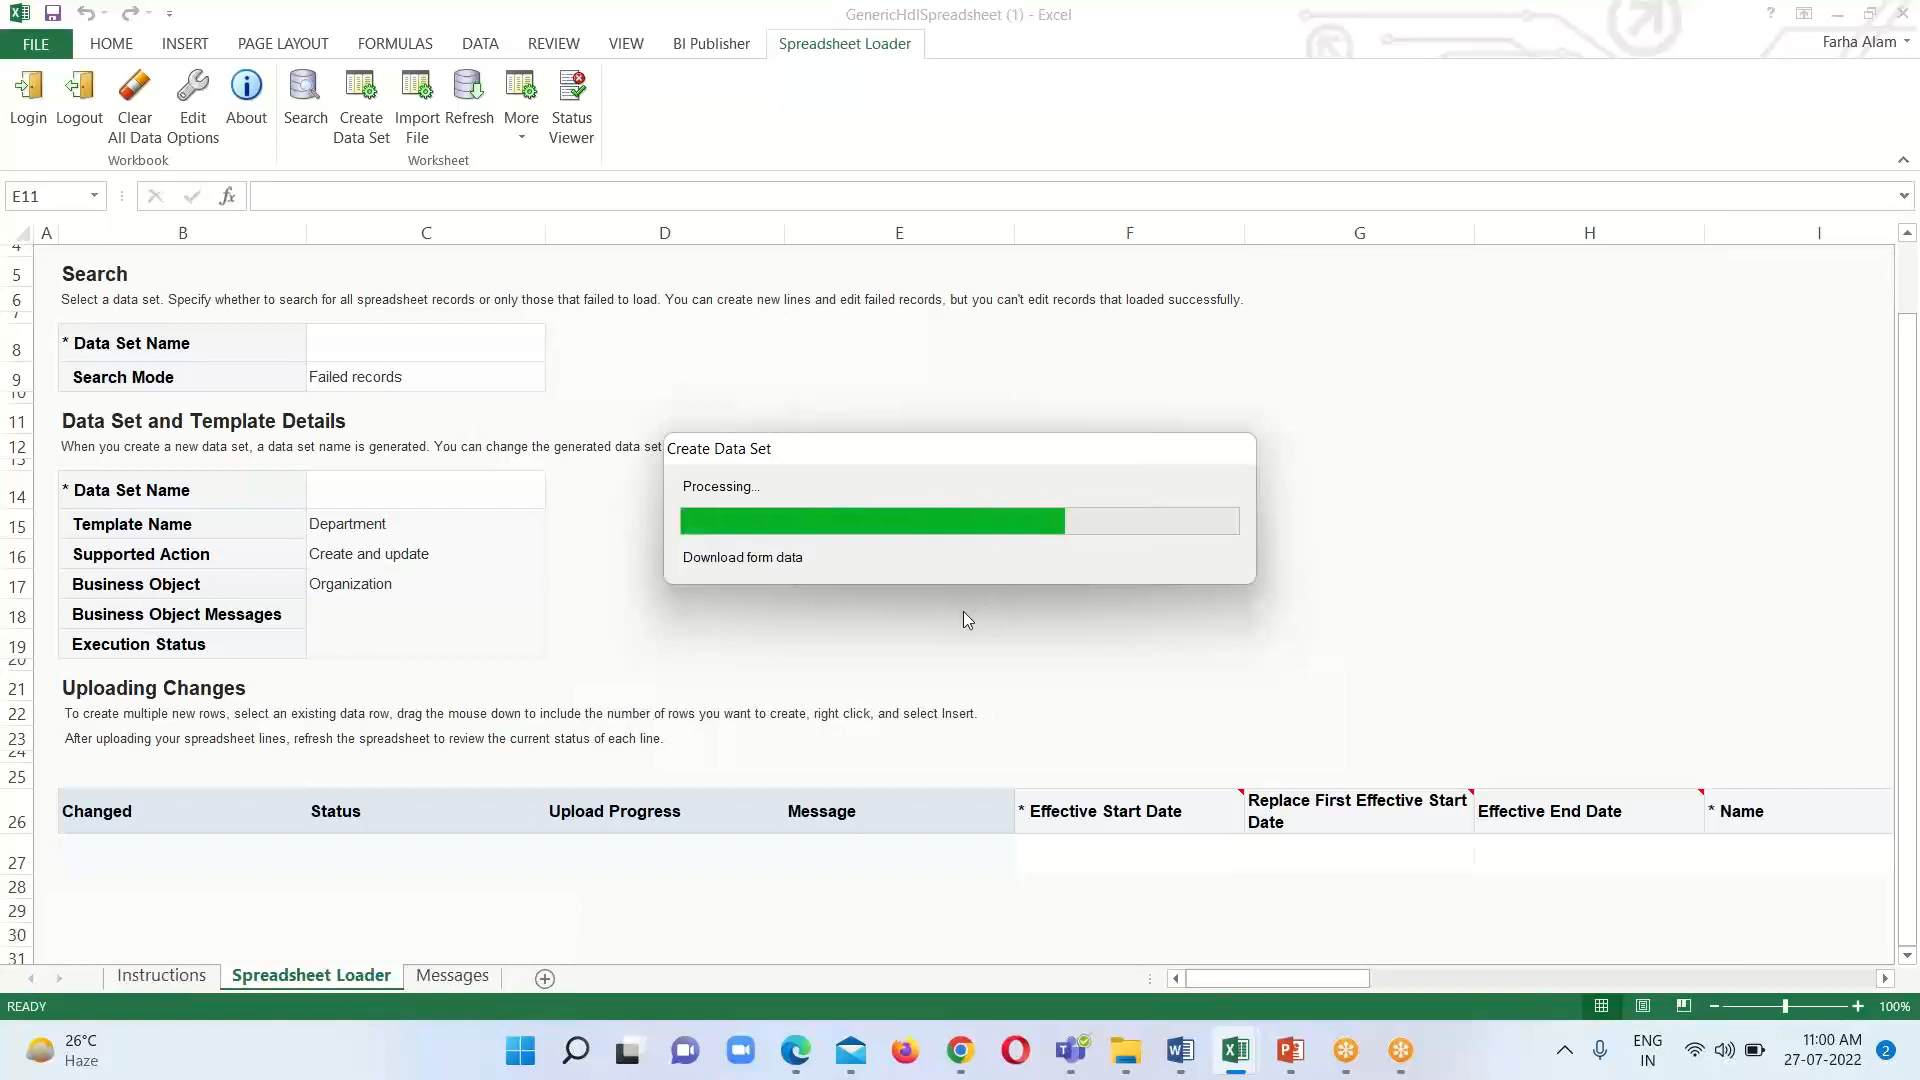 GenericHdlSpreadsheet (1) - Excel
?
FILE HOME INSERT PAGE LAYOUT FORMULAS DATA REVIEW VIEW BI Publisher Spreadsheet Loader
Farha Alam
Login Logout Clear All Data Edit Options About Search Create Data Set Import File Refresh More Status Viewer
Workbook Worksheet
E11
fx
A B C D E F G H I
4
5 Search
6 Select a data set. Specify whether to search for all spreadsheet records or only those that failed to load. You can create new lines and edit failed records, but you can't edit records that loaded successfully.
7
8 * Data Set Name
9 Search Mode Failed records
10
11 Data Set and Template Details
12 When you create a new data set, a data set name is generated. You can change the generated data set
13
14 * Data Set Name
15 Template Name Department
16 Supported Action Create and update
17 Business Object Organization
18 Business Object Messages
19 Execution Status
20
Create Data Set
Processing...
Download form data
21 Uploading Changes
22 To create multiple new rows, select an existing data row, drag the mouse down to include the number of rows you want to create, right click, and select Insert.
23 After uploading your spreadsheet lines, refresh the spreadsheet to review the current status of each line.
24
25
26 Changed Status Upload Progress Message * Effective Start Date Replace First Effective Start Date Effective End Date * Name
27
28
29
30
31
Instructions Spreadsheet Loader Messages
READY
100%
26°C
Haze
ENG
IN
11:00 AM
27-07-2022
2